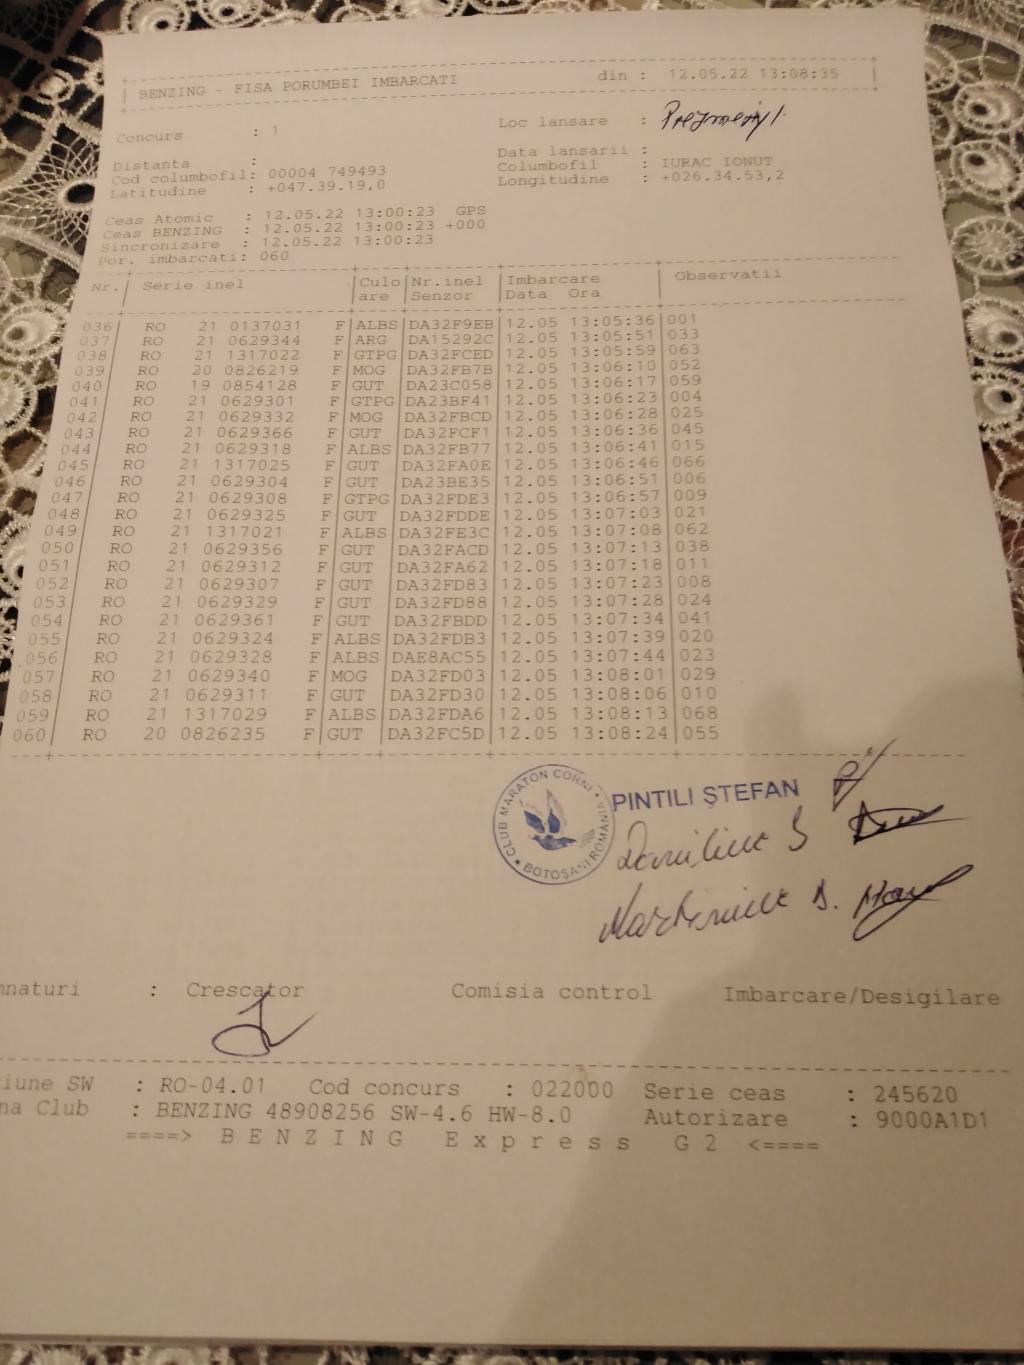 BENZING - FISA PORUMBEI IMBARCATI din : 12.05.22 13:08:35
Concurs : 1 Loc lansare :
Distanta : Data lansarii :
Cod columbofil: 00004 749493 Columbofil : IURAC IONUT
Latitudine : +047.39.19,0 Longitudine : +026.34.53,2
Ceas Atomic : 12.05.22 13:00:23 GPS
Ceas BENZING : 12.05.22 13:00:23 +000
Sincronizare : 12.05.22 13:00:23
Por. imbarcati: 060
Nr. Serie inel Culo Nr.inel Imbarcare Observatii
are Senzor Data Ora
036 RO 21 0137031 F ALBS DA32F9EB 12.05 13:05:36 001
037 RO 21 0629344 F ARG DA15292C 12.05 13:05:51 033
038 RO 21 1317022 F GTPG DA32FCED 12.05 13:05:59 063
039 RO 20 0826219 F MOG DA32FB7B 12.05 13:06:10 052
040 RO 19 0854128 F GUT DA23C058 12.05 13:06:17 059
041 RO 21 0629301 F GTPG DA23BF41 12.05 13:06:23 004
042 RO 21 0629332 F MOG DA32FBCD 12.05 13:06:28 025
043 RO 21 0629366 F GUT DA32FCF1 12.05 13:06:36 045
044 RO 21 0629318 F ALBS DA32FB77 12.05 13:06:41 015
045 RO 21 1317025 F GUT DA32FA0E 12.05 13:06:46 066
046 RO 21 0629304 F GUT DA23BE35 12.05 13:06:51 006
047 RO 21 0629308 F GTPG DA32FDE3 12.05 13:06:57 009
048 RO 21 0629325 F GUT DA32FDDE 12.05 13:07:03 021
049 RO 21 1317021 F ALBS DA32FE3C 12.05 13:07:08 062
050 RO 21 0629356 F GUT DA32FACD 12.05 13:07:13 038
051 RO 21 0629312 F GUT DA32FA62 12.05 13:07:18 011
052 RO 21 0629307 F GUT DA32FD83 12.05 13:07:23 008
053 RO 21 0629329 F GUT DA32FD88 12.05 13:07:28 024
054 RO 21 0629361 F GUT DA32FBDD 12.05 13:07:34 041
055 RO 21 0629324 F ALBS DA32FDB3 12.05 13:07:39 020
056 RO 21 0629328 F ALBS DAE8AC55 12.05 13:07:44 023
057 RO 21 0629340 F MOG DA32FD03 12.05 13:08:01 029
058 RO 21 0629311 F GUT DA32FD30 12.05 13:08:06 010
059 RO 21 1317029 F ALBS DA32FDA6 12.05 13:08:13 068
060 RO 20 0826235 F GUT DA32FC5D 12.05 13:08:24 055
CLUB MARATON CORNI • BOTOȘANI ROMÂNIA
PINTILI ȘTEFAN
mnaturi : Crescator Comisia control Imbarcare/Desigilare
iune SW : RO-04.01 Cod concurs : 022000 Serie ceas : 245620
na Club : BENZING 48908256 SW-4.6 HW-8.0 Autorizare : 9000A1D1
====> BENZING Express G2 <====